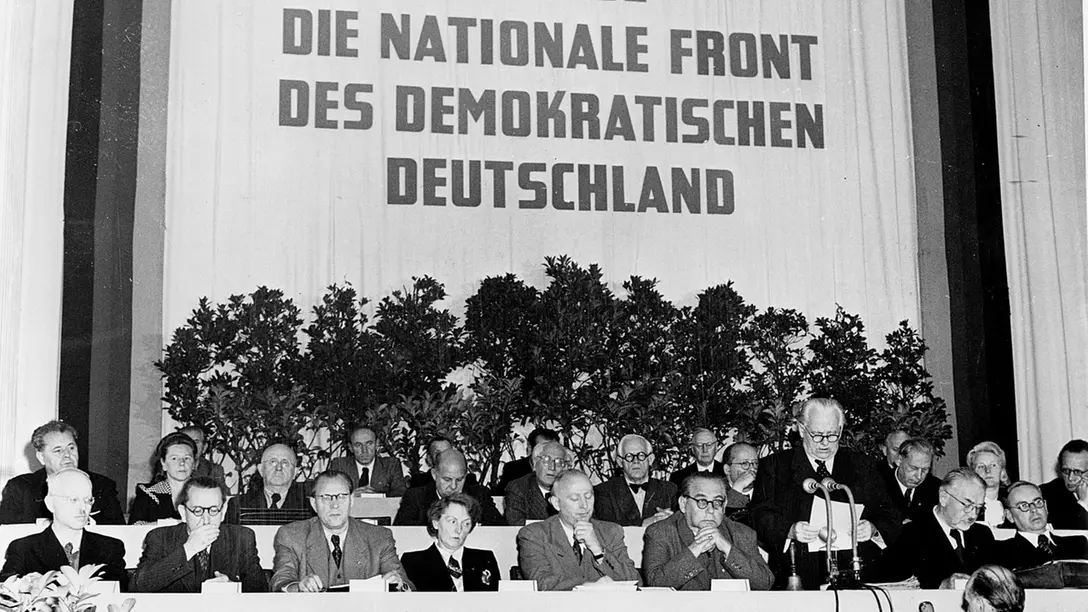 DIE NATIONALE FRONT
DES DEMOKRATISCHEN
DEUTSCHLAND